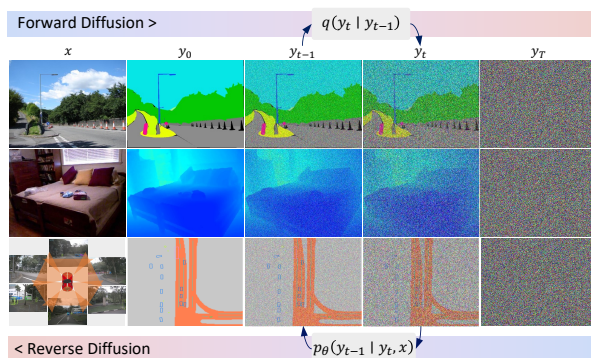 Forward Diffusion >
q(y_t | y_{t−1})
x y_0 y_{t−1} y_t y_T
< Reverse Diffusion
p_θ(y_{t−1} | y_t, x)